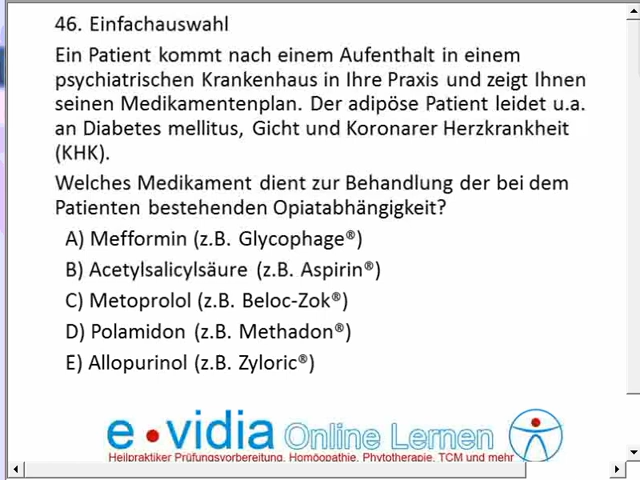 46. Einfachauswahl
Ein Patient kommt nach einem Aufenthalt in einem
psychiatrischen Krankenhaus in Ihre Praxis und zeigt Ihnen
seinen Medikamentenplan. Der adipöse Patient leidet u.a.
an Diabetes mellitus, Gicht und Koronarer Herzkrankheit
(KHK).
Welches Medikament dient zur Behandlung der bei dem
Patienten bestehenden Opiatabhängigkeit?
A) Mefformin (z.B. Glycophage®)
B) Acetylsalicylsäure (z.B. Aspirin®)
C) Metoprolol (z.B. Beloc-Zok®)
D) Polamidon (z.B. Methadon®)
E) Allopurinol (z.B. Zyloric®)
e•vidia Online Lernen
Heilpraktiker Prüfungsvorbereitung, Homöopathie, Phytotherapie, TCM und mehr